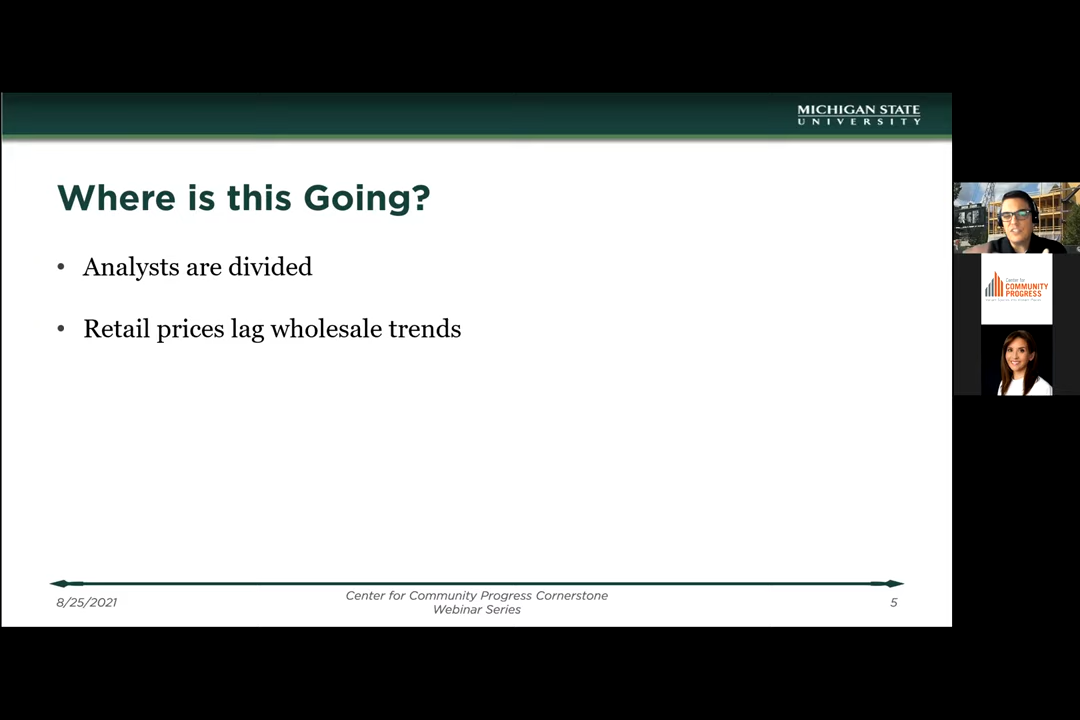 MICHIGAN STATE
UNIVERSITY
Where is this Going?
• Analysts are divided
• Retail prices lag wholesale trends
8/25/2021
Center for Community Progress Cornerstone
Webinar Series
5
Center for
COMMUNITY
PROGRESS